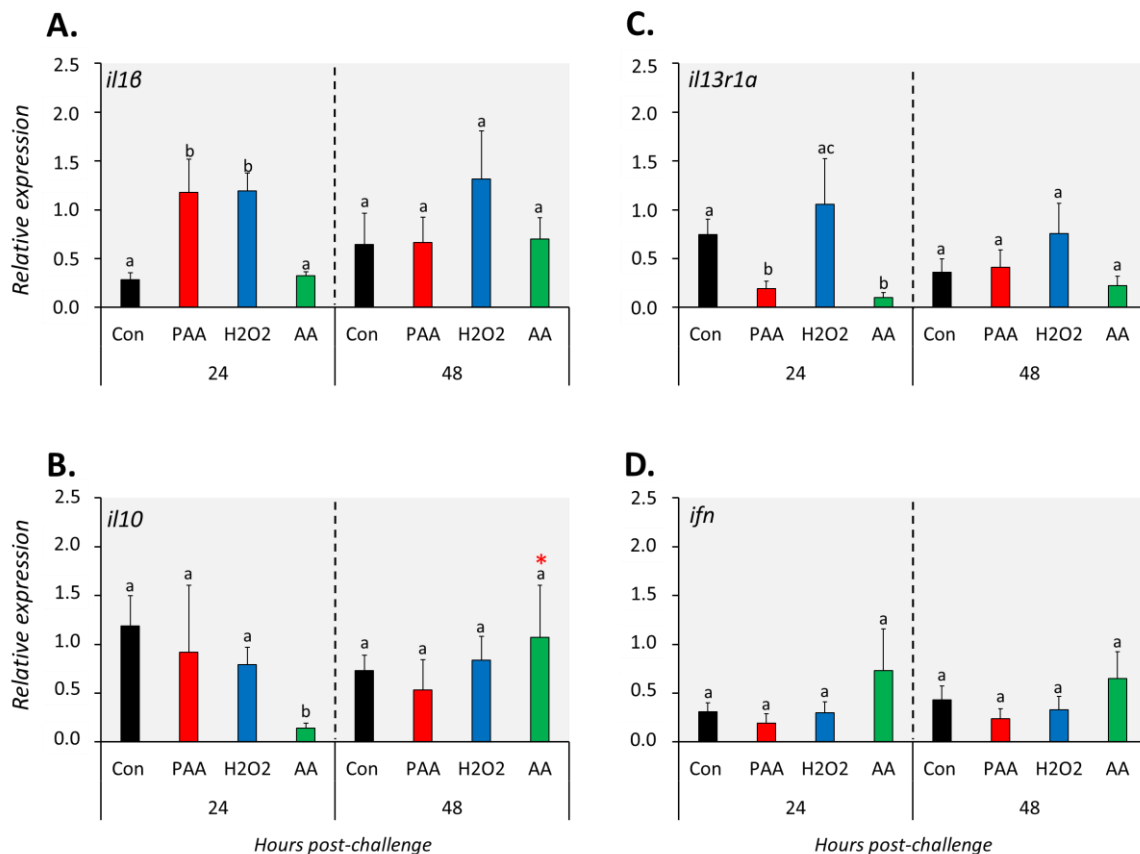 A.
il1β
Relative expression
2.5
2.0
1.5
1.0
0.5
0.0
a b b a a a a a
Con PAA H2O2 AA Con PAA H2O2 AA
24 48
C.
il13r1a
2.5
2.0
1.5
1.0
0.5
0.0
a b ac b a a a a
Con PAA H2O2 AA Con PAA H2O2 AA
24 48
B.
il10
Relative expression
2.5
2.0
1.5
1.0
0.5
0.0
*
a a a b a a a a
Con PAA H2O2 AA Con PAA H2O2 AA
24 48
Hours post-challenge
D.
ifn
2.5
2.0
1.5
1.0
0.5
0.0
a a a a a a a a
Con PAA H2O2 AA Con PAA H2O2 AA
24 48
Hours post-challenge